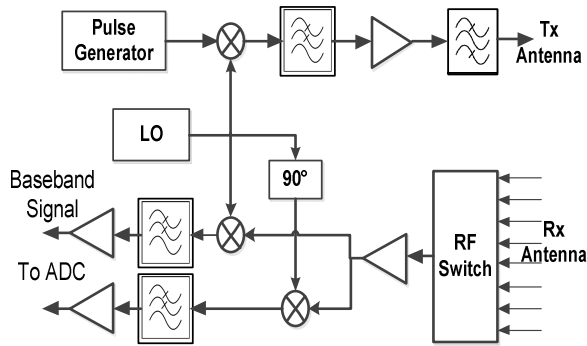 Pulse
Generator
Tx
Antenna
LO
90°
Baseband
Signal
To ADC
RF
Switch
Rx
Antenna